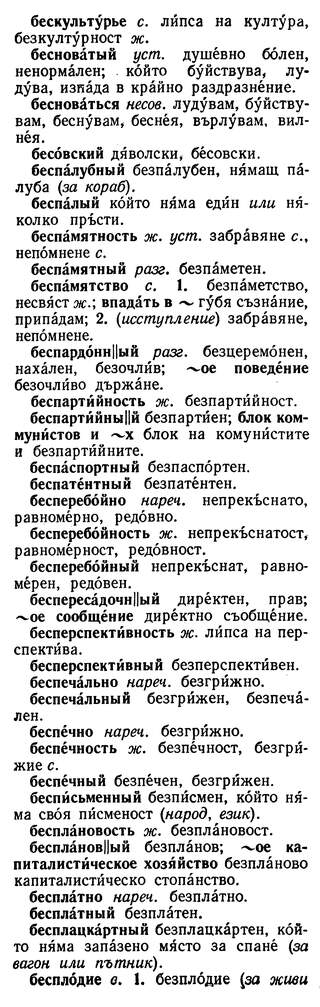 бескульту́рье с. ли́пса на култу́ра,
безкулту́рност ж.
беснова́тый уст. душе́вно бо́лен,
ненорма́лен; ко́йто бу́йствува, лу-
ду́ва, изпа́да в кра́йно раздразне́ние.
беснова́ться несов. луду́вам, бу́йству-
вам, бесну́вам, бесне́я, върлу́вам, вил-
не́я.
бесо́вский дя́волски, бе́совски.
беспа́лубный безпа́лубен, ня́мащ па́-
луба (за кораб).
беспа́лый ко́йто ня́ма еди́н или ня́-
колко пръ́сти.
беспа́мятность ж. уст. забра́вяне с.,
непо́мнене с.
беспа́мятный разг. безпа́метен.
беспа́мятство с. 1. безпа́метство,
несвя́ст ж.; впада́ть в ~ гу́бя съзна́ние,
припа́дам; 2. (исступление) забра́вяне,
непо́мнене.
беспардо́нн||ый разг. безцеремо́нен,
наха́лен, безочли́в; ~ое поведе́ние
безочли́во държа́не.
беспарти́йность ж. безпарти́йност.
беспарти́йны||й безпарти́ен; блок ком-
муни́стов и ~х блок на комуни́стите
и безпарти́йните.
беспа́спортный безпаспо́ртен.
беспате́нтный безпате́нтен.
бесперебо́йно нареч. непрекъ́снато,
равноме́рно, редо́вно.
бесперебо́йность ж. непрекъ́снатост,
равноме́рност, редо́вност.
бесперебо́йный непрекъ́снат, равно-
ме́рен, редо́вен.
беспереса́дочн||ый дире́ктен, прав;
~ое сообще́ние дире́ктно съобще́ние.
бесперспекти́вность ж. ли́пса на пер-
спекти́ва.
бесперспекти́вный безперспекти́вен.
беспеча́льно нареч. безгри́жно.
беспеча́льный безгри́жен, безпеча́-
лен.
беспе́чно нареч. безгри́жно.
беспе́чность ж. безпе́чност, безгри́-
жие с.
беспе́чный безпе́чен, безгри́жен.
беспи́сьменный безпи́смен, ко́йто ня́-
ма сво́я пи́сменост (народ, език).
беспла́новость ж. безпла́новост.
беспла́нов||ый безпла́нов; ~ое ка-
питалисти́ческое хозя́йство безпла́ново
капиталисти́ческо стопа́нство.
беспла́тно нареч. безпла́тно.
беспла́тный безпла́тен.
бесплацка́ртный безплацка́ртен, ко́й-
то ня́ма запа́зено мя́сто за спане́ (за
вагон или пътник).
беспло́дие с. 1. безпло́дие (за живи